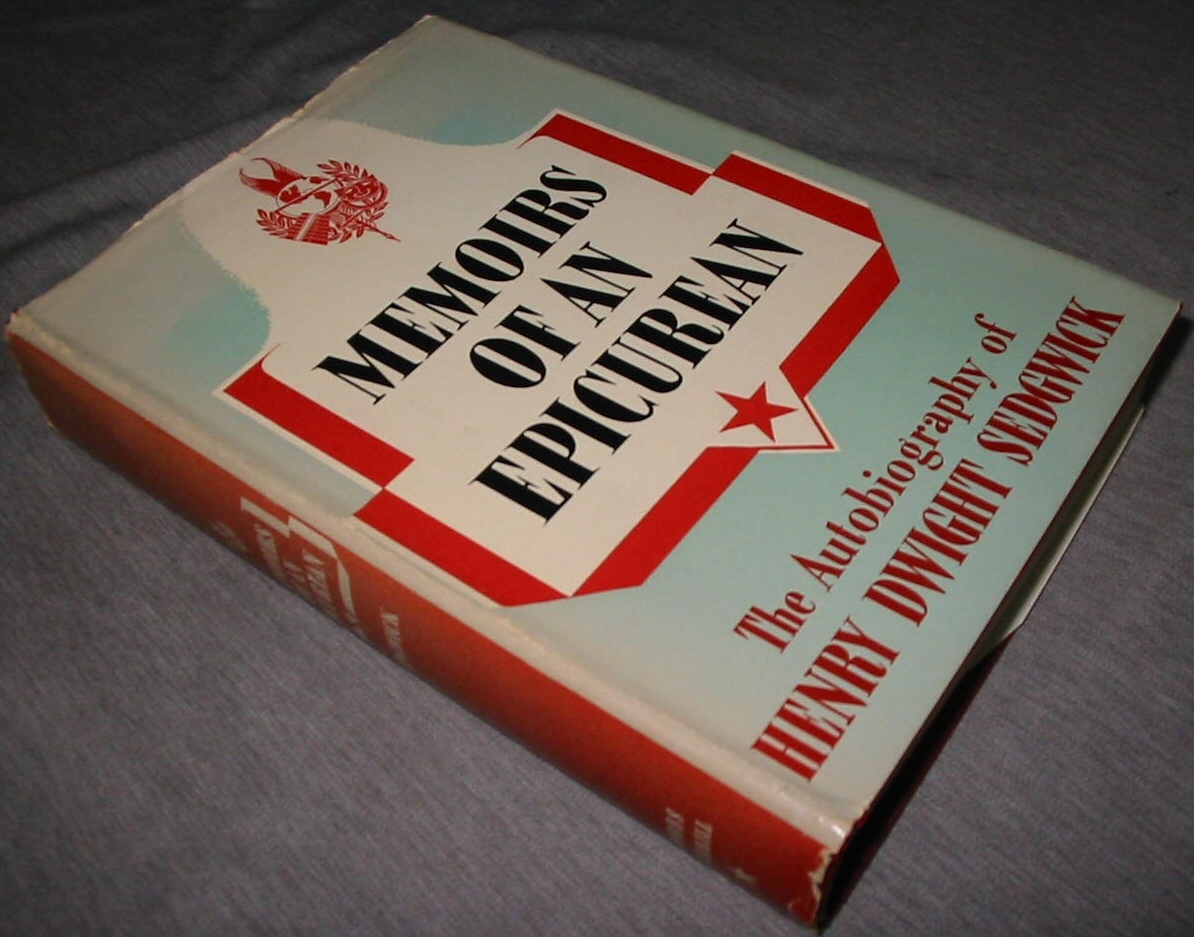 MEMOIRS
OF AN
EPICUREAN
The Autobiography of
HENRY DWIGHT SEDGWICK